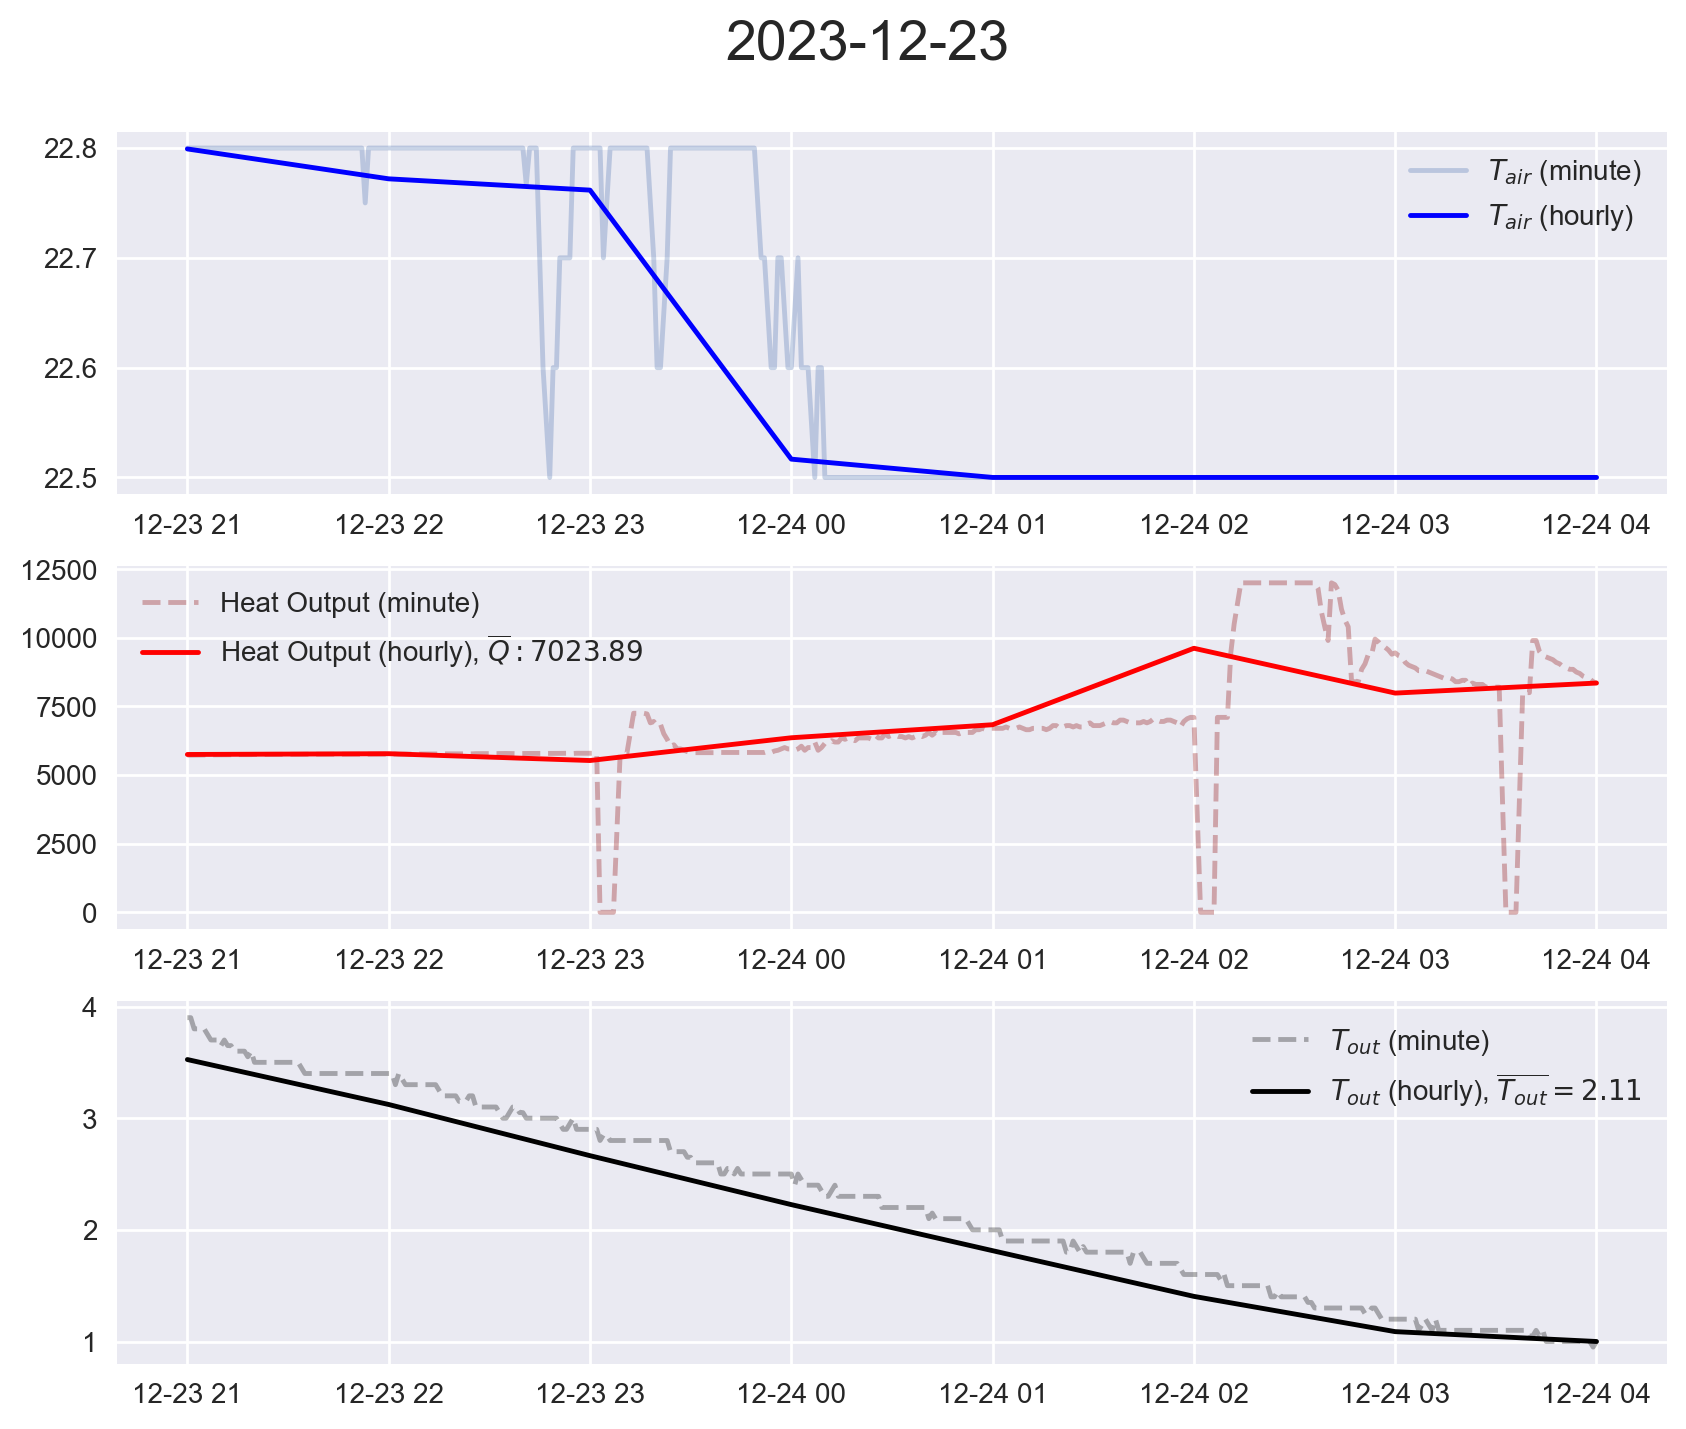 2023-12-23
22.8
22.7
22.6
22.5
T_air (minute)
T_air (hourly)
12-23 21 12-23 22 12-23 23 12-24 00 12-24 01 12-24 02 12-24 03 12-24 04
12500
10000
7500
5000
2500
0
Heat Output (minute)
Heat Output (hourly), Q̅ : 7023.89
12-23 21 12-23 22 12-23 23 12-24 00 12-24 01 12-24 02 12-24 03 12-24 04
4
3
2
1
T_out (minute)
T_out (hourly), T̅_out = 2.11
12-23 21 12-23 22 12-23 23 12-24 00 12-24 01 12-24 02 12-24 03 12-24 04